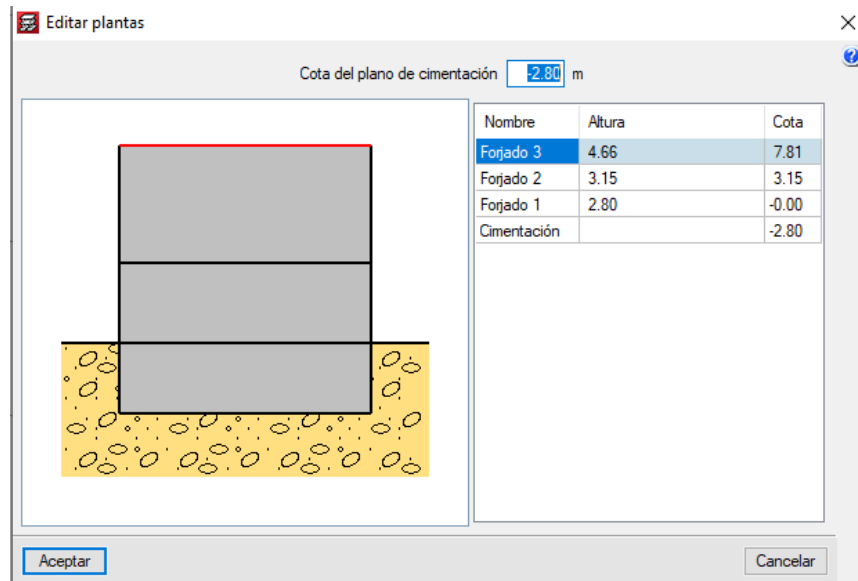 Editar plantas
Cota del plano de cimentación -2.80 m
Nombre Altura Cota
Forjado 3 4.66 7.81
Forjado 2 3.15 3.15
Forjado 1 2.80 -0.00
Cimentación -2.80
Aceptar Cancelar